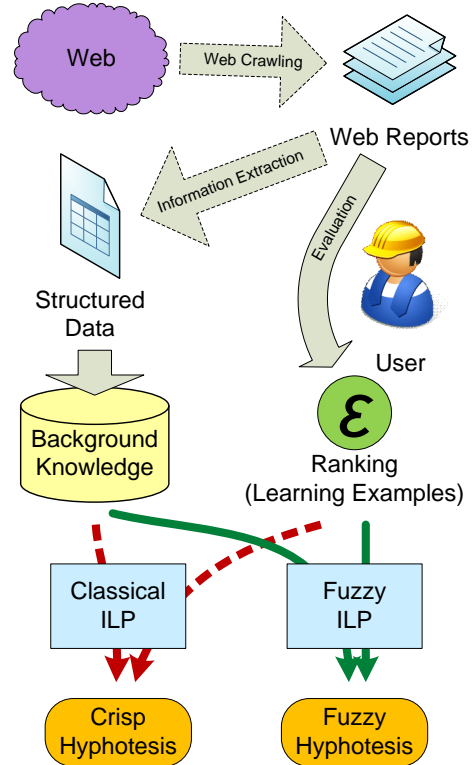 Web
Web Crawling
Web Reports
Information Extraction
Evaluation
Structured
Data
User
Background
Knowledge
ε
Ranking
(Learning Examples)
Classical
ILP
Fuzzy
ILP
Crisp
Hyphotesis
Fuzzy
Hyphotesis